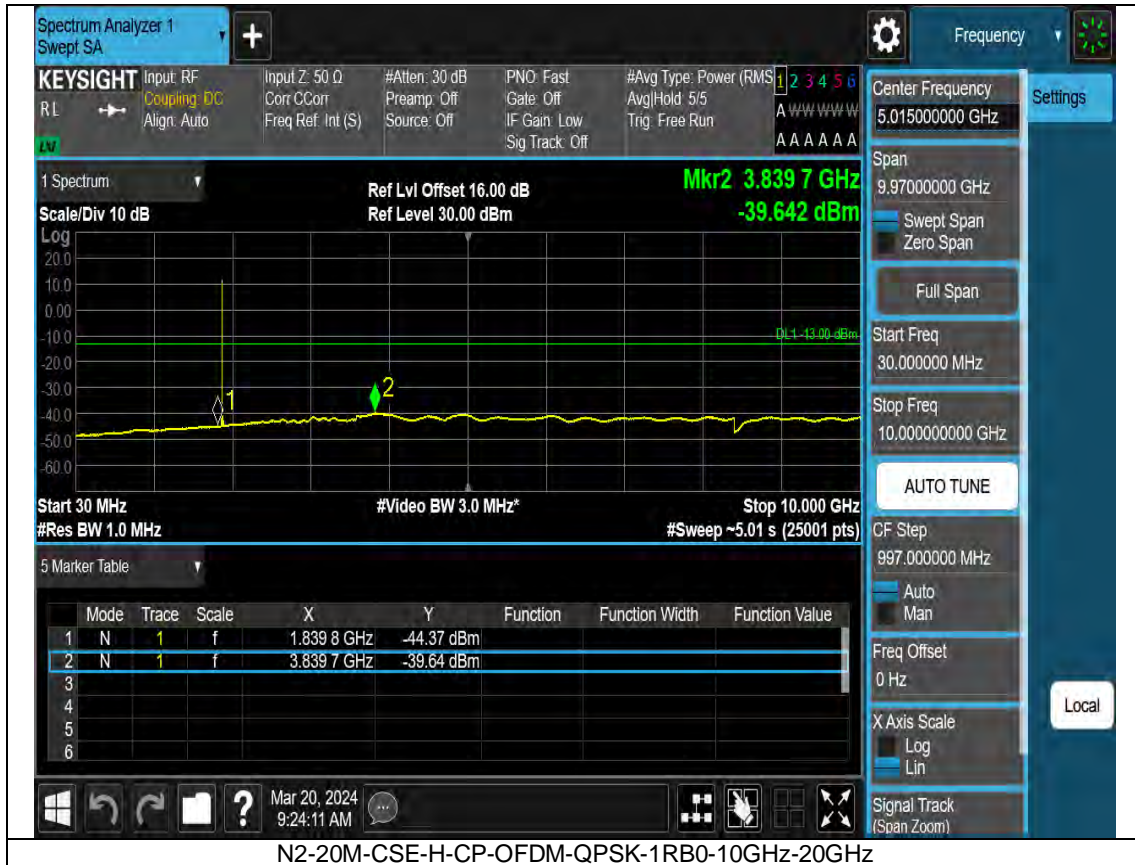 Spectrum Analyzer 1
Swept SA
+
Frequency
KEYSIGHT
RL
LXI
Input: RF
Coupling: DC
Align: Auto
Input Z: 50 Ω
Corr CCorr
Freq Ref: Int (S)
#Atten: 30 dB
Preamp: Off
Source: Off
PNO: Fast
Gate: Off
IF Gain: Low
Sig Track: Off
#Avg Type: Power (RMS
Avg|Hold: 5/5
Trig: Free Run
1 2 3 4 5 6
A W W W W W
A A A A A A
1 Spectrum
Scale/Div 10 dB
Ref Lvl Offset 16.00 dB
Ref Level 30.00 dBm
Mkr2 3.839 7 GHz
-39.642 dBm
Log
20.0
10.0
0.00
-10.0
-20.0
-30.0
-40.0
-50.0
-60.0
DL1 -13.00 dBm
1
2
Start 30 MHz
#Res BW 1.0 MHz
#Video BW 3.0 MHz*
Stop 10.000 GHz
#Sweep ~5.01 s (25001 pts)
5 Marker Table
Mode Trace Scale X Y Function Function Width Function Value
1 N 1 f 1.839 8 GHz -44.37 dBm
2 N 1 f 3.839 7 GHz -39.64 dBm
3
4
5
6
Mar 20, 2024
9:24:11 AM
?
Center Frequency
5.015000000 GHz
Settings
Span
9.97000000 GHz
Swept Span
Zero Span
Full Span
Start Freq
30.000000 MHz
Stop Freq
10.000000000 GHz
AUTO TUNE
CF Step
997.000000 MHz
Auto
Man
Freq Offset
0 Hz
X Axis Scale
Log
Lin
Local
Signal Track
(Span Zoom)
N2-20M-CSE-H-CP-OFDM-QPSK-1RB0-10GHz-20GHz